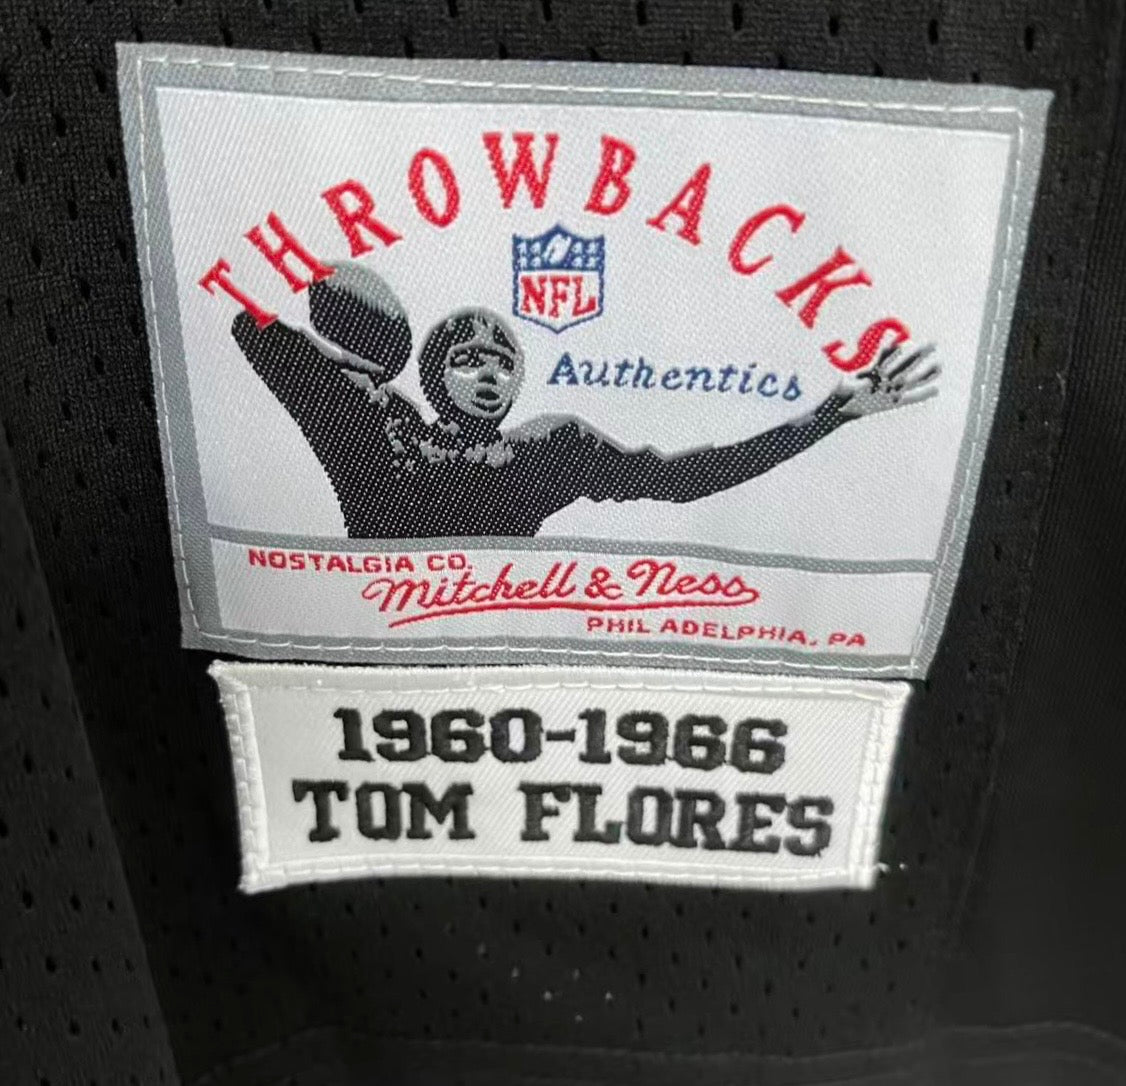 THROWBACKS
NFL
Authentics
NOSTALGIA CO.
Mitchell & Ness
PHILADELPHIA, PA
1960-1966
TOM FLORES